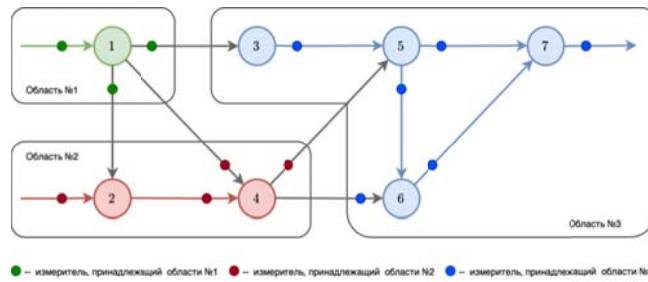 1
3
5
7
Область №1
Область №2
2
4
6
Область №3
-- измеритель, принадлежащий области №1
-- измеритель, принадлежащий области №2
-- измеритель, принадлежащий области №